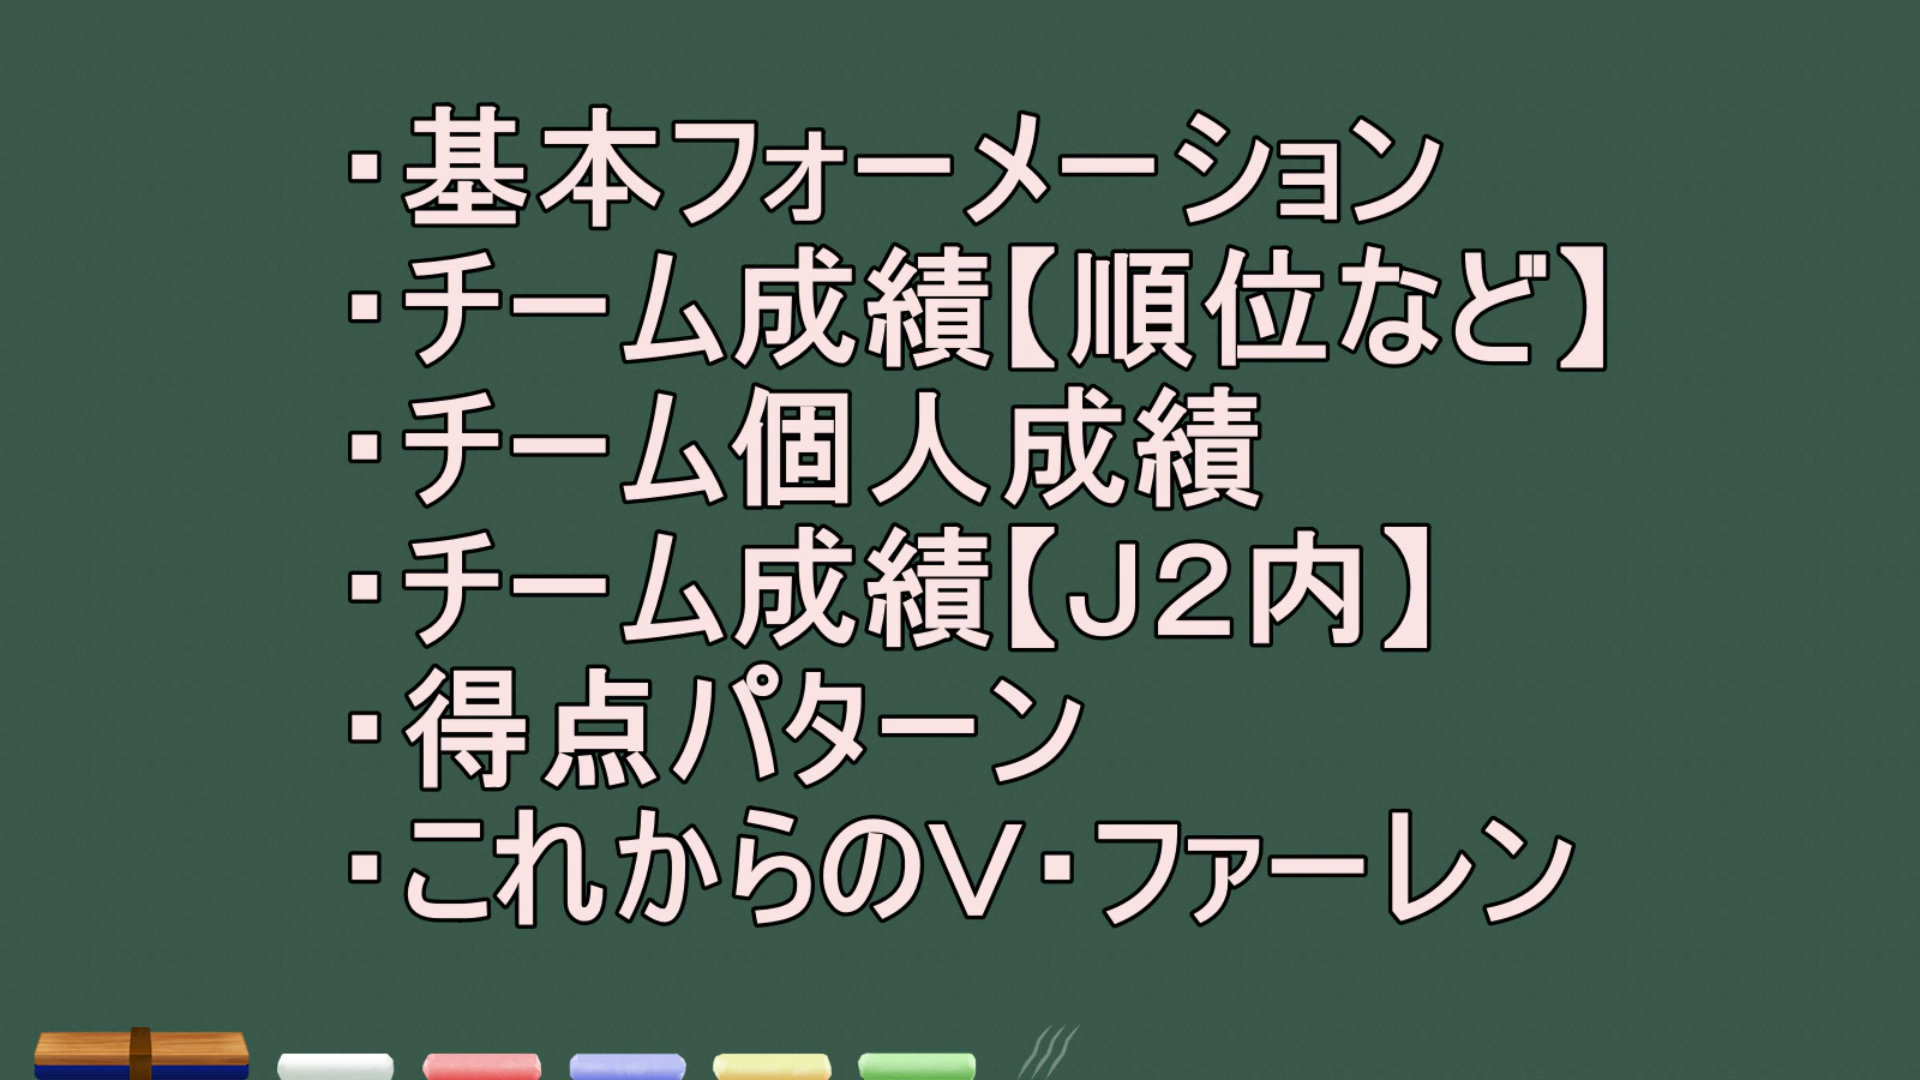 ・基本フォーメーション
・チーム成績【順位など】
・チーム個人成績
・チーム成績【J2内】
・得点パターン
・これからのV・ファーレン